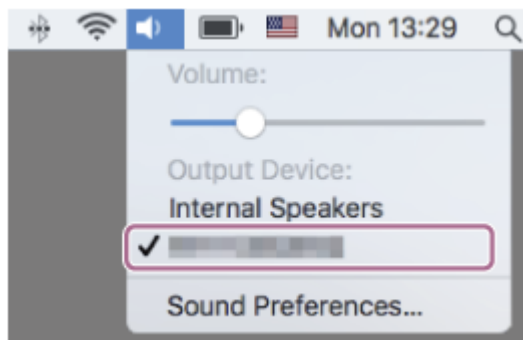 Mon 13:29
Volume:
Output Device:
Internal Speakers
Sound Preferences...